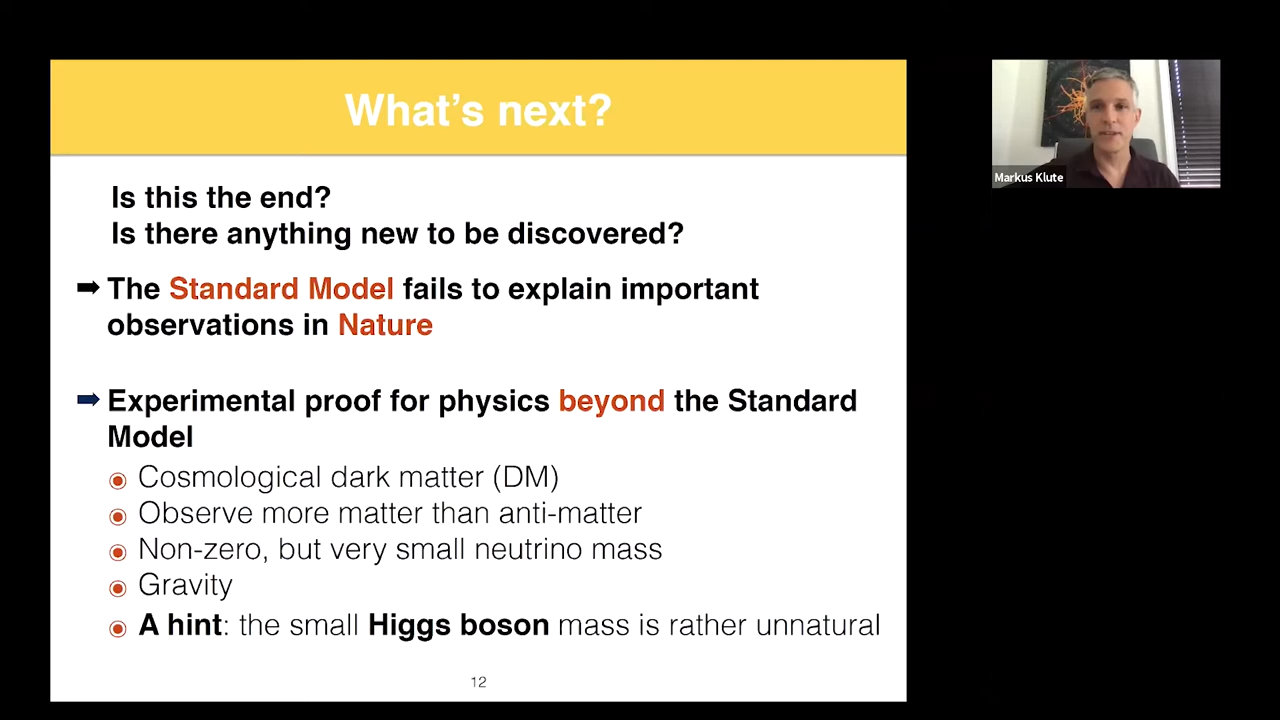 What's next?
Markus Klute
Is this the end?
Is there anything new to be discovered?
➡ The Standard Model fails to explain important
observations in Nature
➡ Experimental proof for physics beyond the Standard
Model
Cosmological dark matter (DM)
Observe more matter than anti-matter
Non-zero, but very small neutrino mass
Gravity
A hint: the small Higgs boson mass is rather unnatural
12